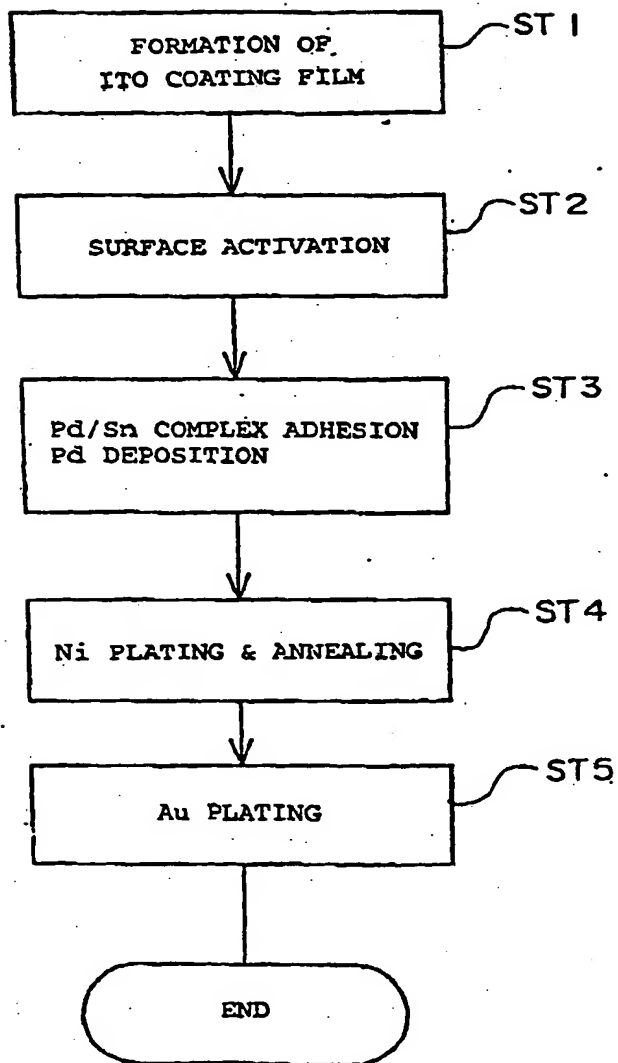 FORMATION OF
ITO COATING FILM
ST 1
SURFACE ACTIVATION
ST2
Pd/Sn COMPLEX ADHESION
Pd DEPOSITION
ST3
Ni PLATING & ANNEALING
ST4
Au PLATING
ST5
END